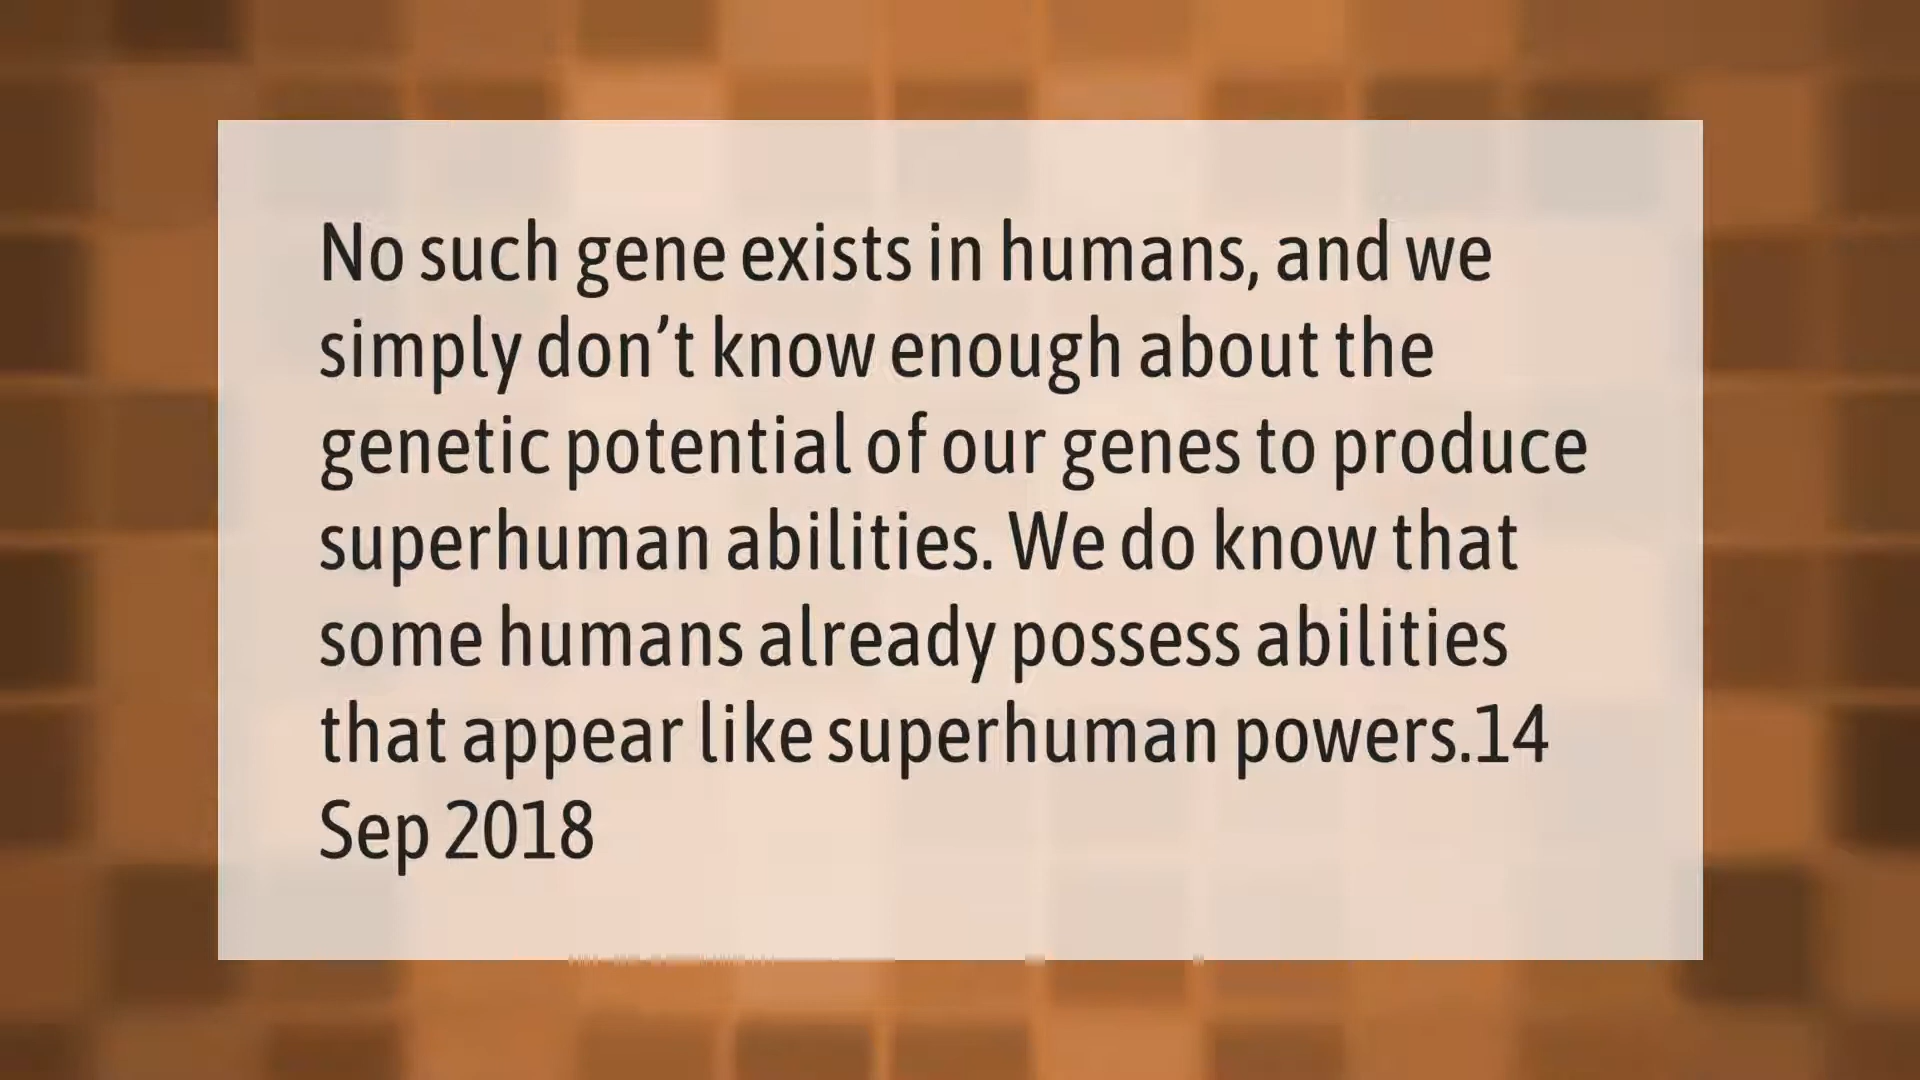 No such gene exists in humans, and we
simply don’t know enough about the
genetic potential of our genes to produce
superhuman abilities. We do know that
some humans already possess abilities
that appear like superhuman powers.14
Sep 2018